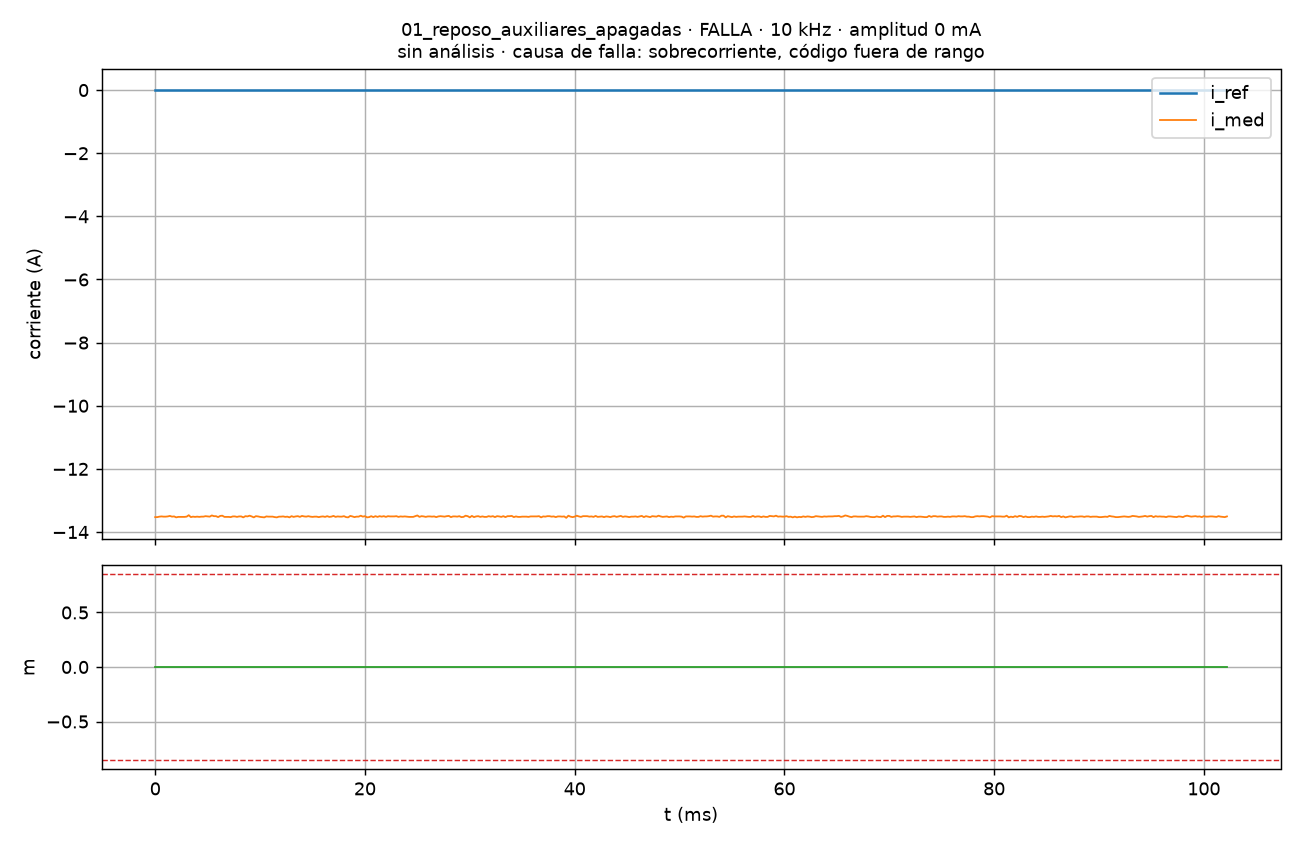 01_reposo_auxiliares_apagadas · FALLA · 10 kHz · amplitud 0 mA
sin análisis · causa de falla: sobrecorriente, código fuera de rango
i_ref
i_med
corriente (A)
0
−2
−4
−6
−8
−10
−12
−14
m
0.5
0.0
−0.5
0 20 40 60 80 100
t (ms)